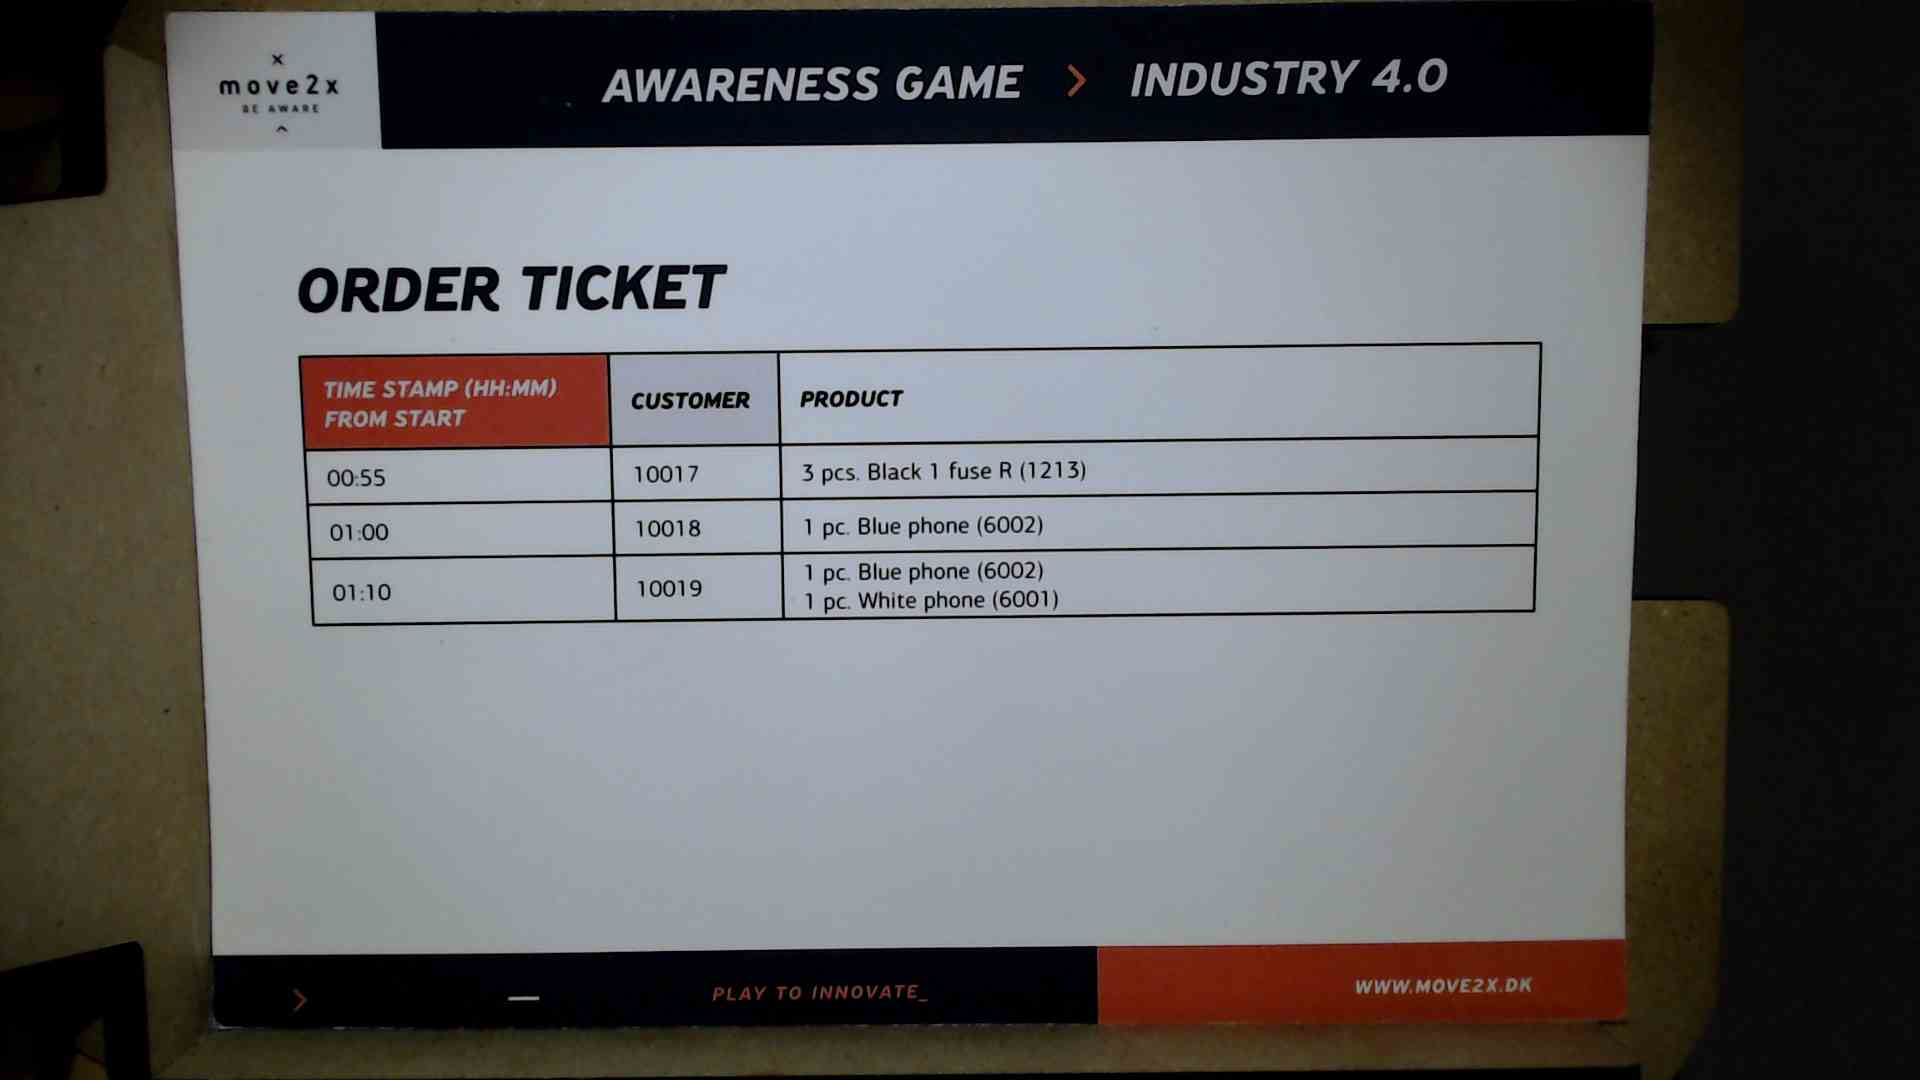 x
move2x
BE AWARE
^
AWARENESS GAME > INDUSTRY 4.0
ORDER TICKET
TIME STAMP (HH:MM)
FROM START
CUSTOMER
PRODUCT
00:55
10017
3 pcs. Black 1 fuse R (1213)
01:00
10018
1 pc. Blue phone (6002)
01:10
10019
1 pc. Blue phone (6002)
1 pc. White phone (6001)
> — PLAY TO INNOVATE_
WWW.MOVE2X.DK